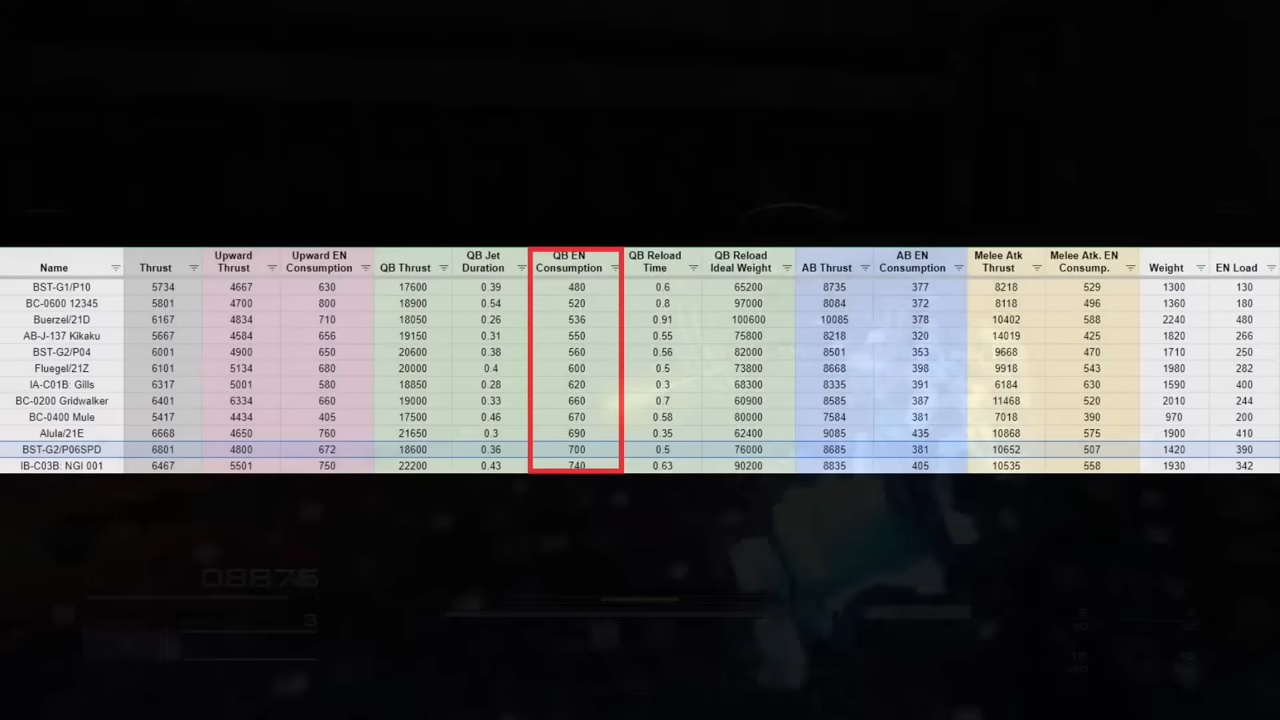 Name Thrust Upward Thrust Upward EN Consumption QB Thrust QB Jet Duration QB EN Consumption QB Reload Time QB Reload Ideal Weight AB Thrust AB EN Consumption Melee Atk Thrust Melee Atk. EN Consump. Weight EN Load
BST-G1/P10 5734 4667 630 17600 0.39 480 0.6 65200 8735 377 8218 529 1300 130
BC-0600 12345 5801 4700 800 18900 0.54 520 0.8 97000 8084 372 8118 496 1360 180
Buerzel/21D 6167 4834 710 18050 0.26 536 0.91 100600 10085 378 10402 588 2240 480
AB-J-137 Kikaku 5667 4584 656 19150 0.31 550 0.55 75800 8218 320 14019 425 1820 266
BST-G2/P04 6001 4900 650 20600 0.38 560 0.56 82000 8501 353 9668 470 1710 250
Fluegel/21Z 6101 5134 680 20000 0.4 600 0.5 73800 8668 398 9918 543 1980 282
IA-C01B: Gills 6317 5001 580 18850 0.28 620 0.3 68300 8335 391 6184 630 1590 400
BC-0200 Gridwalker 6401 6334 660 19000 0.33 660 0.7 60900 8585 387 11468 520 2010 244
BC-0400 Mule 5417 4434 405 17500 0.46 670 0.58 80000 7584 381 7018 390 970 200
Alula/21E 6668 4650 760 21650 0.3 690 0.35 62400 9085 435 10868 575 1900 410
BST-G2/P06SPD 6801 4800 672 18600 0.36 700 0.5 76000 8685 381 10652 507 1420 390
IB-C03B: NGI 001 6467 5501 750 22200 0.43 740 0.63 90200 8835 405 10535 558 1930 342
08875
3